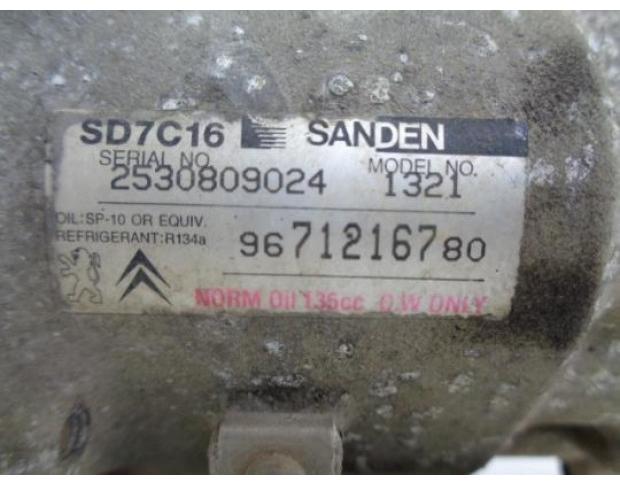 SD7C16 SANDEN
SERIAL NO. MODEL NO.
2530809024 1321
OIL:SP-10 OR EQUIV.
REFRIGERANT:R134a
9671216780
NORM Oil 135cc D.W ONLY